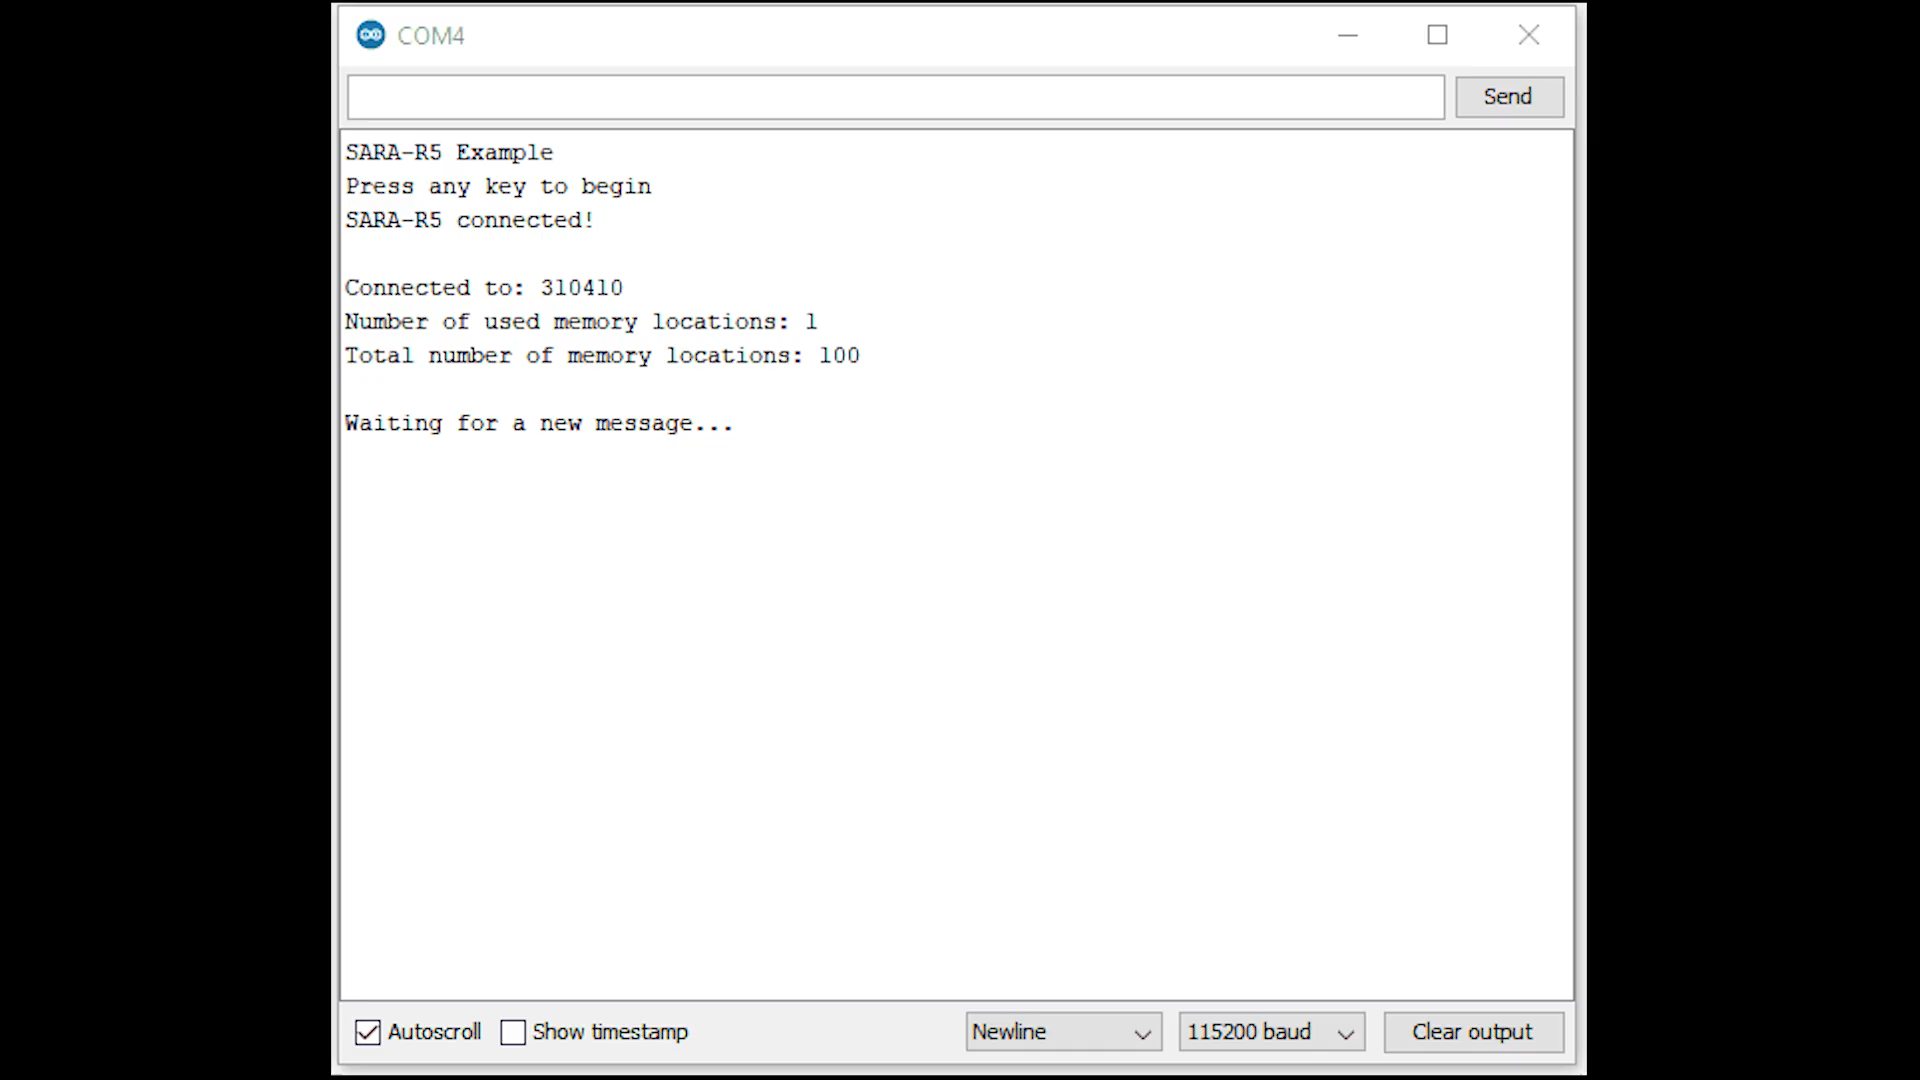 COM4
Send
SARA-R5 Example
Press any key to begin
SARA-R5 connected!
Connected to: 310410
Number of used memory locations: 1
Total number of memory locations: 100
Waiting for a new message...
Autoscroll Show timestamp Newline 115200 baud Clear output